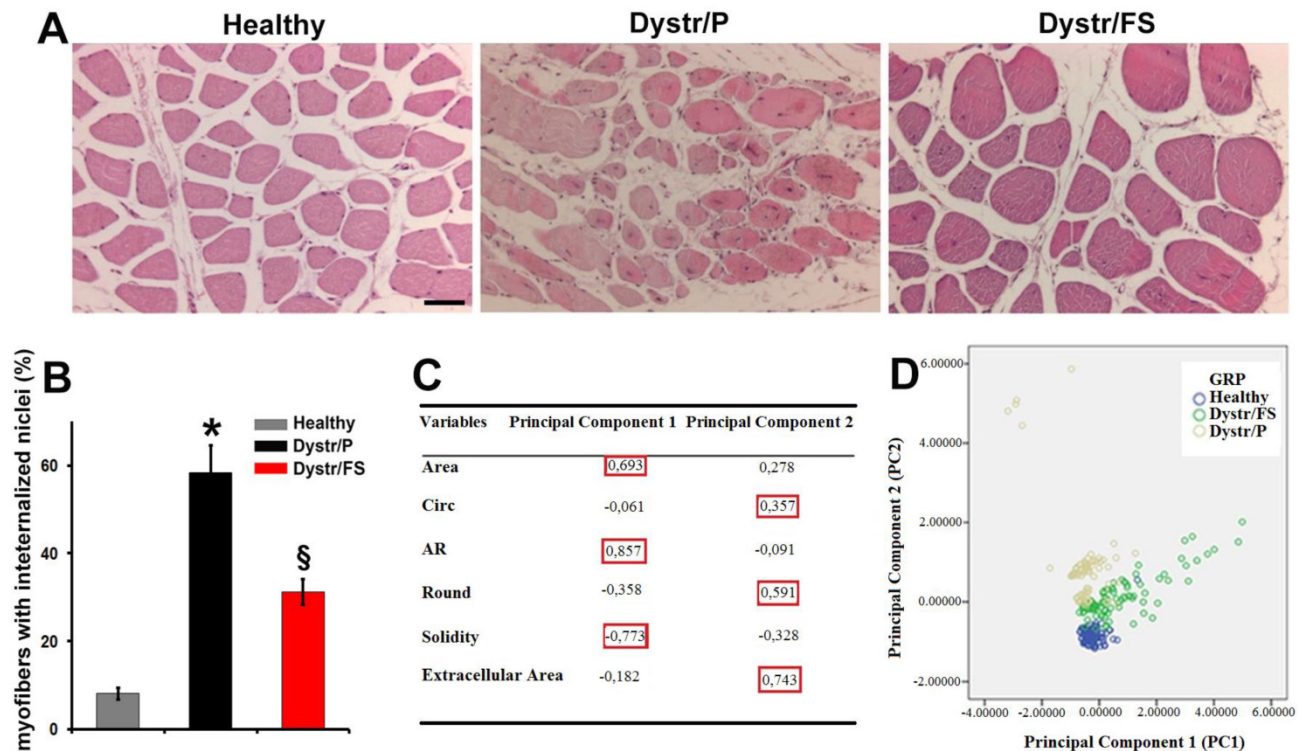 A
Healthy
Dystr/P
Dystr/FS
B
myofibers with inteternalized niclei (%)
60
40
20
0
*
§
Healthy
Dystr/P
Dystr/FS
C
Variables Principal Component 1 Principal Component 2
Area 0,693 0,278
Circ -0,061 0,357
AR 0,857 -0,091
Round -0,358 0,591
Solidity -0,773 -0,328
Extracellular Area -0,182 0,743
D
Principal Component 2 (PC2)
6.00000
4.00000
2.00000
0.00000
-2.00000
GRP
Healthy
Dystr/FS
Dystr/P
-4.00000 -2.00000 0.00000 2.00000 4.00000 6.00000
Principal Component 1 (PC1)